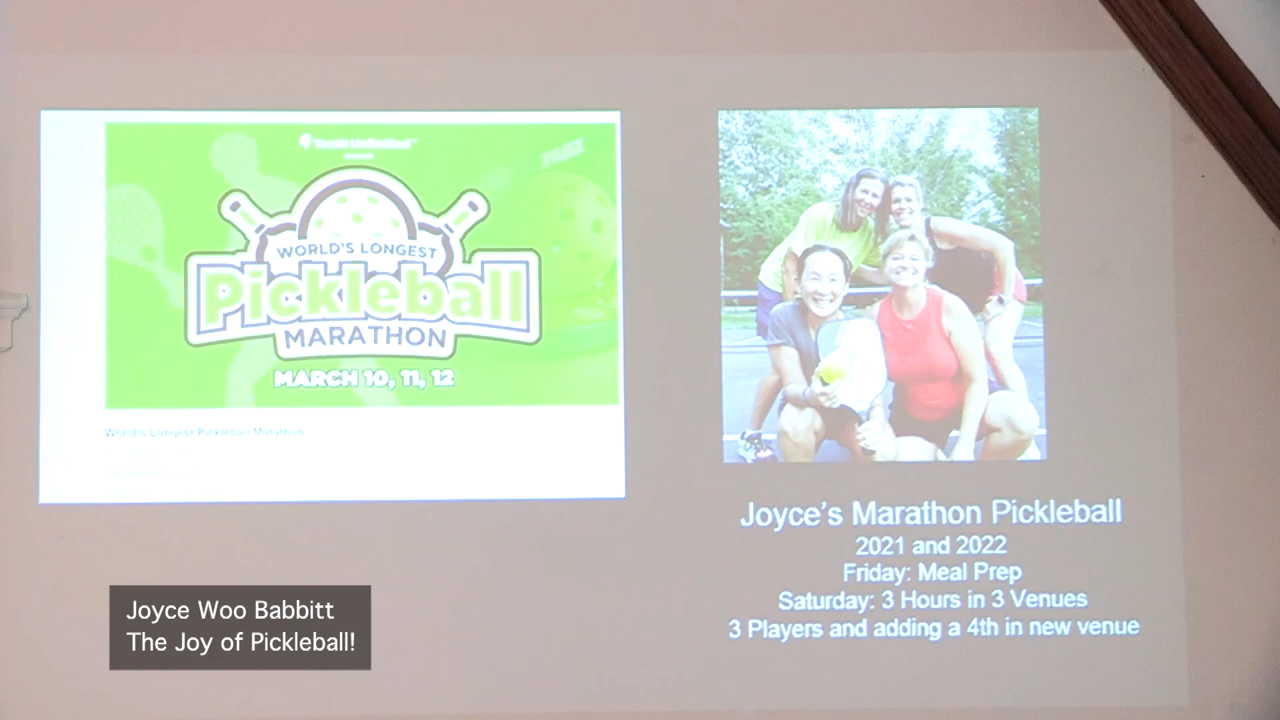 WORLD'S LONGEST
Pickleball
MARATHON
MARCH 10, 11, 12
World's Longest Pickleball Marathon
Joyce's Marathon Pickleball
2021 and 2022
Friday: Meal Prep
Saturday: 3 Hours in 3 Venues
3 Players and adding a 4th in new venue
Joyce Woo Babbitt
The Joy of Pickleball!